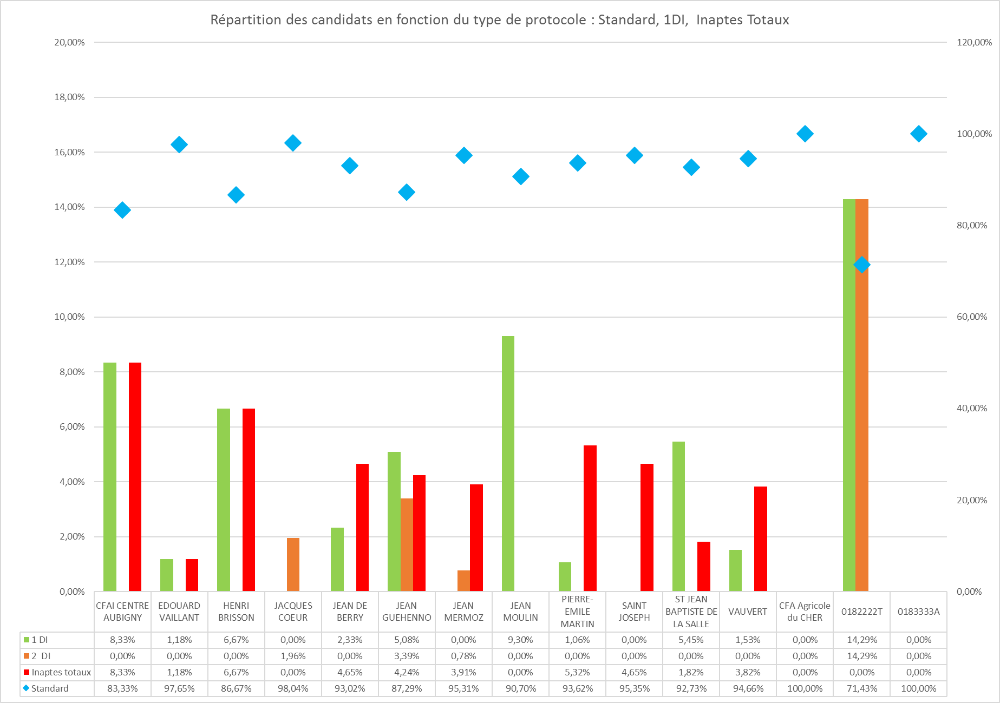 Répartition des candidats en fonction du type de protocole : Standard, 1DI,  Inaptes Totaux
20,00%
18,00%
16,00%
14,00%
12,00%
10,00%
8,00%
6,00%
4,00%
2,00%
0,00%
120,00%
100,00%
80,00%
60,00%
40,00%
20,00%
0,00%
CFAI CENTRE
AUBIGNY
EDOUARD
VAILLANT
HENRI
BRISSON
JACQUES
COEUR
JEAN DE
BERRY
JEAN
GUEHENNO
JEAN
MERMOZ
JEAN
MOULIN
PIERRE-
EMILE
MARTIN
SAINT
JOSEPH
ST JEAN
BAPTISTE DE
LA SALLE
VAUVERT
CFA Agricole
du CHER
0182222T
0183333A
1 DI 8,33% 1,18% 6,67% 0,00% 2,33% 5,08% 0,00% 9,30% 1,06% 0,00% 5,45% 1,53% 0,00% 14,29% 0,00%
2  DI 0,00% 0,00% 0,00% 1,96% 0,00% 3,39% 0,78% 0,00% 0,00% 0,00% 0,00% 0,00% 0,00% 14,29% 0,00%
Inaptes totaux 8,33% 1,18% 6,67% 0,00% 4,65% 4,24% 3,91% 0,00% 5,32% 4,65% 1,82% 3,82% 0,00% 0,00% 0,00%
Standard 83,33% 97,65% 86,67% 98,04% 93,02% 87,29% 95,31% 90,70% 93,62% 95,35% 92,73% 94,66% 100,00% 71,43% 100,00%